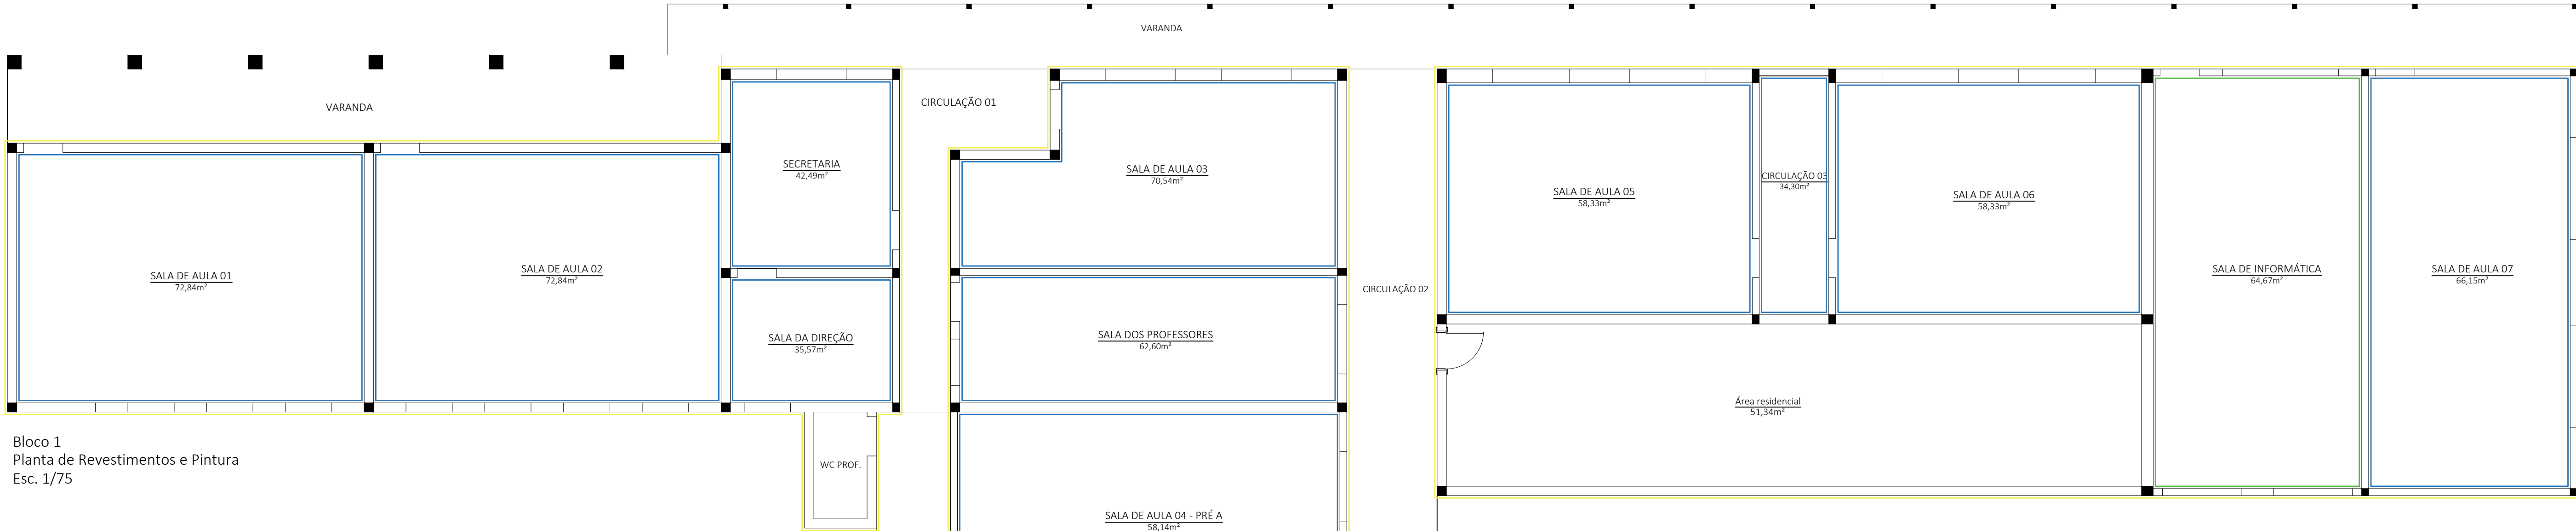 VARANDA
VARANDA
CIRCULAÇÃO 01
SECRETARIA
42,49m²
SALA DE AULA 03
70,54m²
CIRCULAÇÃO 03
34,30m²
SALA DE AULA 05
58,33m²
SALA DE AULA 06
58,33m²
SALA DE AULA 01
72,84m²
SALA DE AULA 02
72,84m²
SALA DE INFORMÁTICA
64,67m²
SALA DE AULA 07
66,15m²
CIRCULAÇÃO 02
SALA DA DIREÇÃO
35,57m²
SALA DOS PROFESSORES
62,60m²
Área residencial
51,34m²
Bloco 1
Planta de Revestimentos e Pintura
Esc. 1/75
WC PROF.
SALA DE AULA 04 - PRÉ A
58,14m²